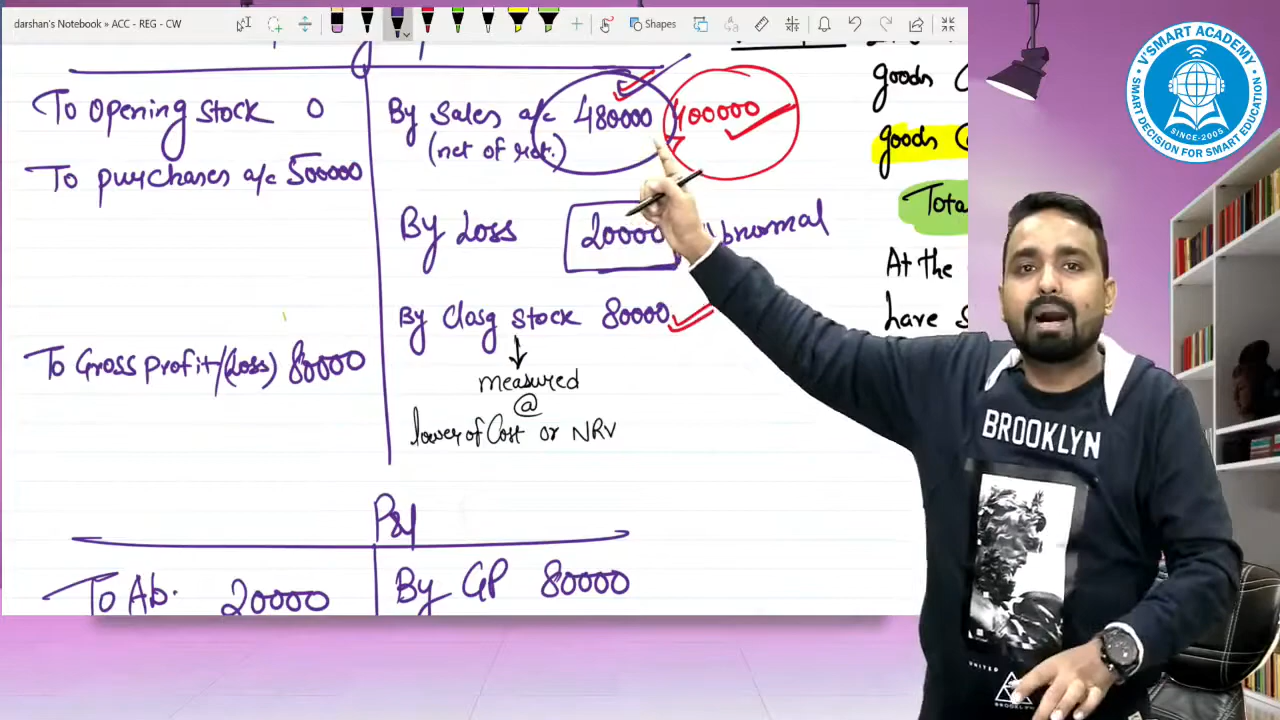 darshan's Notebook » ACC - REG - CW
Shapes
To Opening Stock 0
To purchases a/c 500000
To Gross profit/(Loss) 80000
By Sales a/c 480000 400000
(net of ret.)
By Loss 20000 Abnormal
By Closg stock 80000
measured
@
lower of Cost or NRV
P&L
To Ab. 20000
By GP 80000
goods
goods
Total
At the
have
V'SMART ACADEMY
SINCE-2005
SMART DECISION FOR SMART EDUCATION
BROOKLYN
UNITED